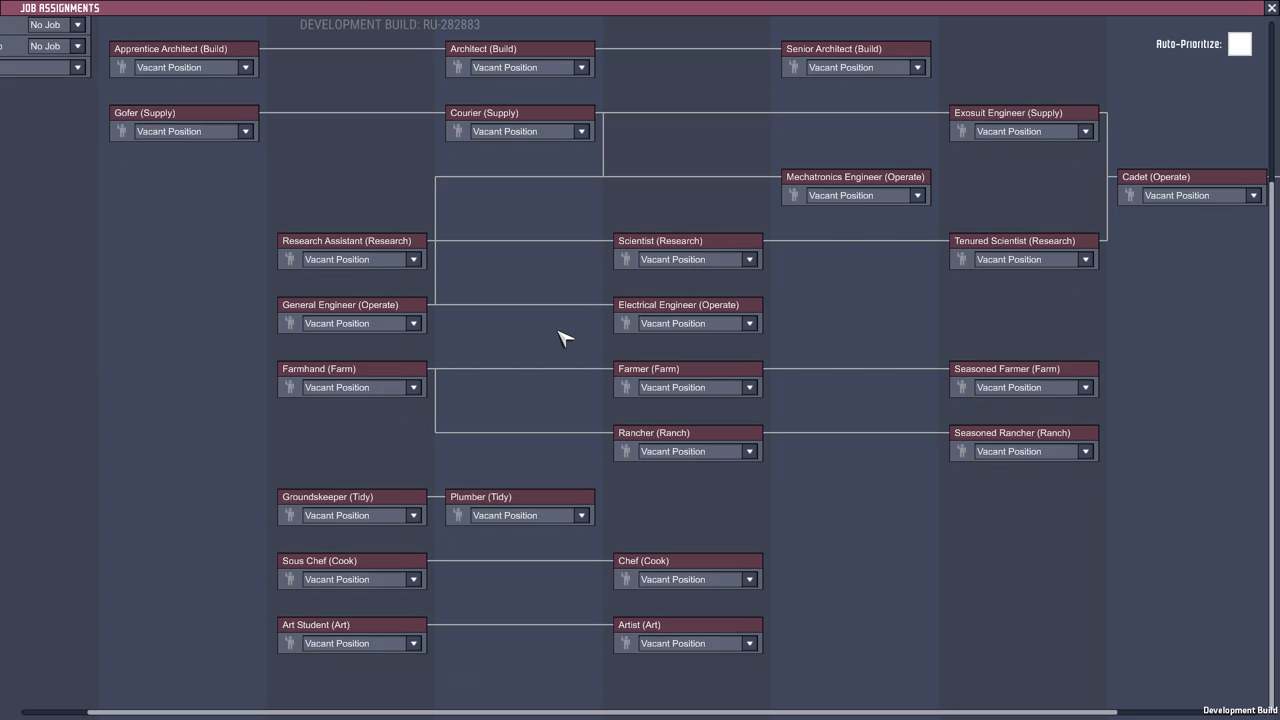 JOB ASSIGNMENTS
DEVELOPMENT BUILD: RU-282883
No Job
No Job
Auto-Prioritize:
Apprentice Architect (Build)
Vacant Position
Architect (Build)
Vacant Position
Senior Architect (Build)
Vacant Position
Gofer (Supply)
Vacant Position
Courier (Supply)
Vacant Position
Exosuit Engineer (Supply)
Vacant Position
Mechatronics Engineer (Operate)
Vacant Position
Cadet (Operate)
Vacant Position
Research Assistant (Research)
Vacant Position
Scientist (Research)
Vacant Position
Tenured Scientist (Research)
Vacant Position
General Engineer (Operate)
Vacant Position
Electrical Engineer (Operate)
Vacant Position
Farmhand (Farm)
Vacant Position
Farmer (Farm)
Vacant Position
Seasoned Farmer (Farm)
Vacant Position
Rancher (Ranch)
Vacant Position
Seasoned Rancher (Ranch)
Vacant Position
Groundskeeper (Tidy)
Vacant Position
Plumber (Tidy)
Vacant Position
Sous Chef (Cook)
Vacant Position
Chef (Cook)
Vacant Position
Art Student (Art)
Vacant Position
Artist (Art)
Vacant Position
Development Build